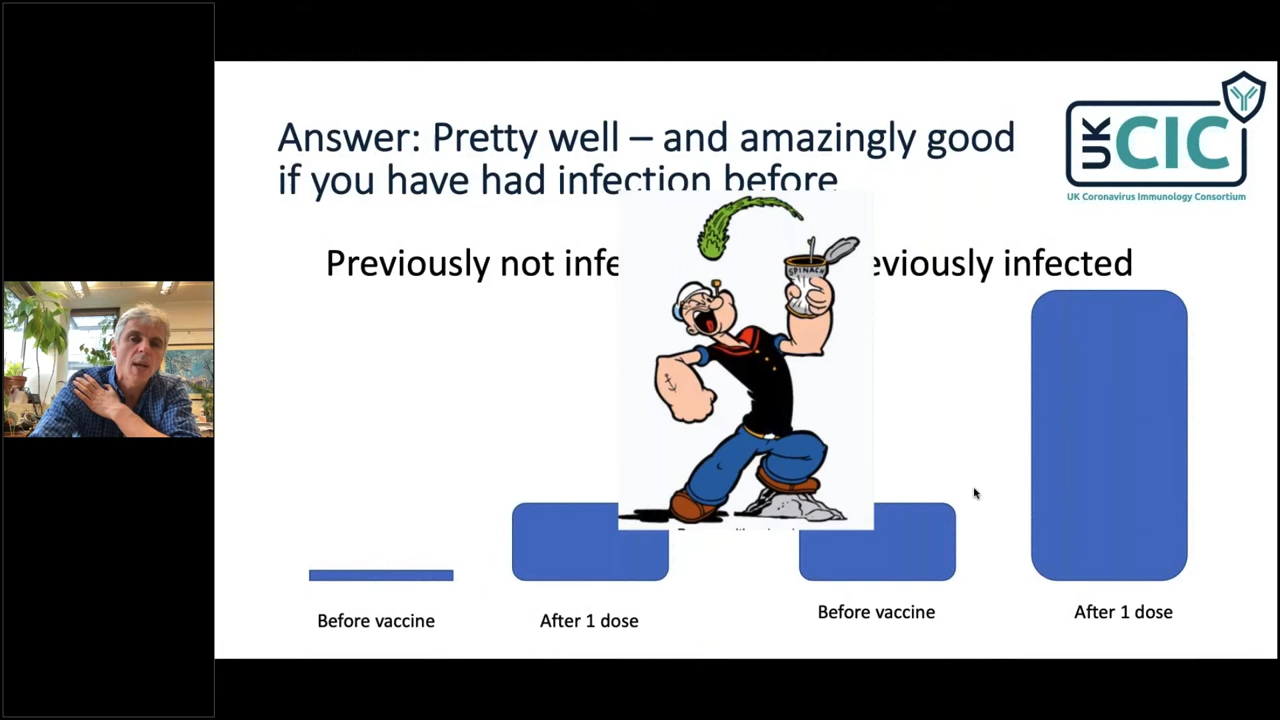 Answer: Pretty well – and amazingly good
if you have had infection before
UK
CIC
UK Coronavirus Immunology Consortium
Previously not infe
eviously infected
SPINACH
Before vaccine
After 1 dose
Before vaccine
After 1 dose